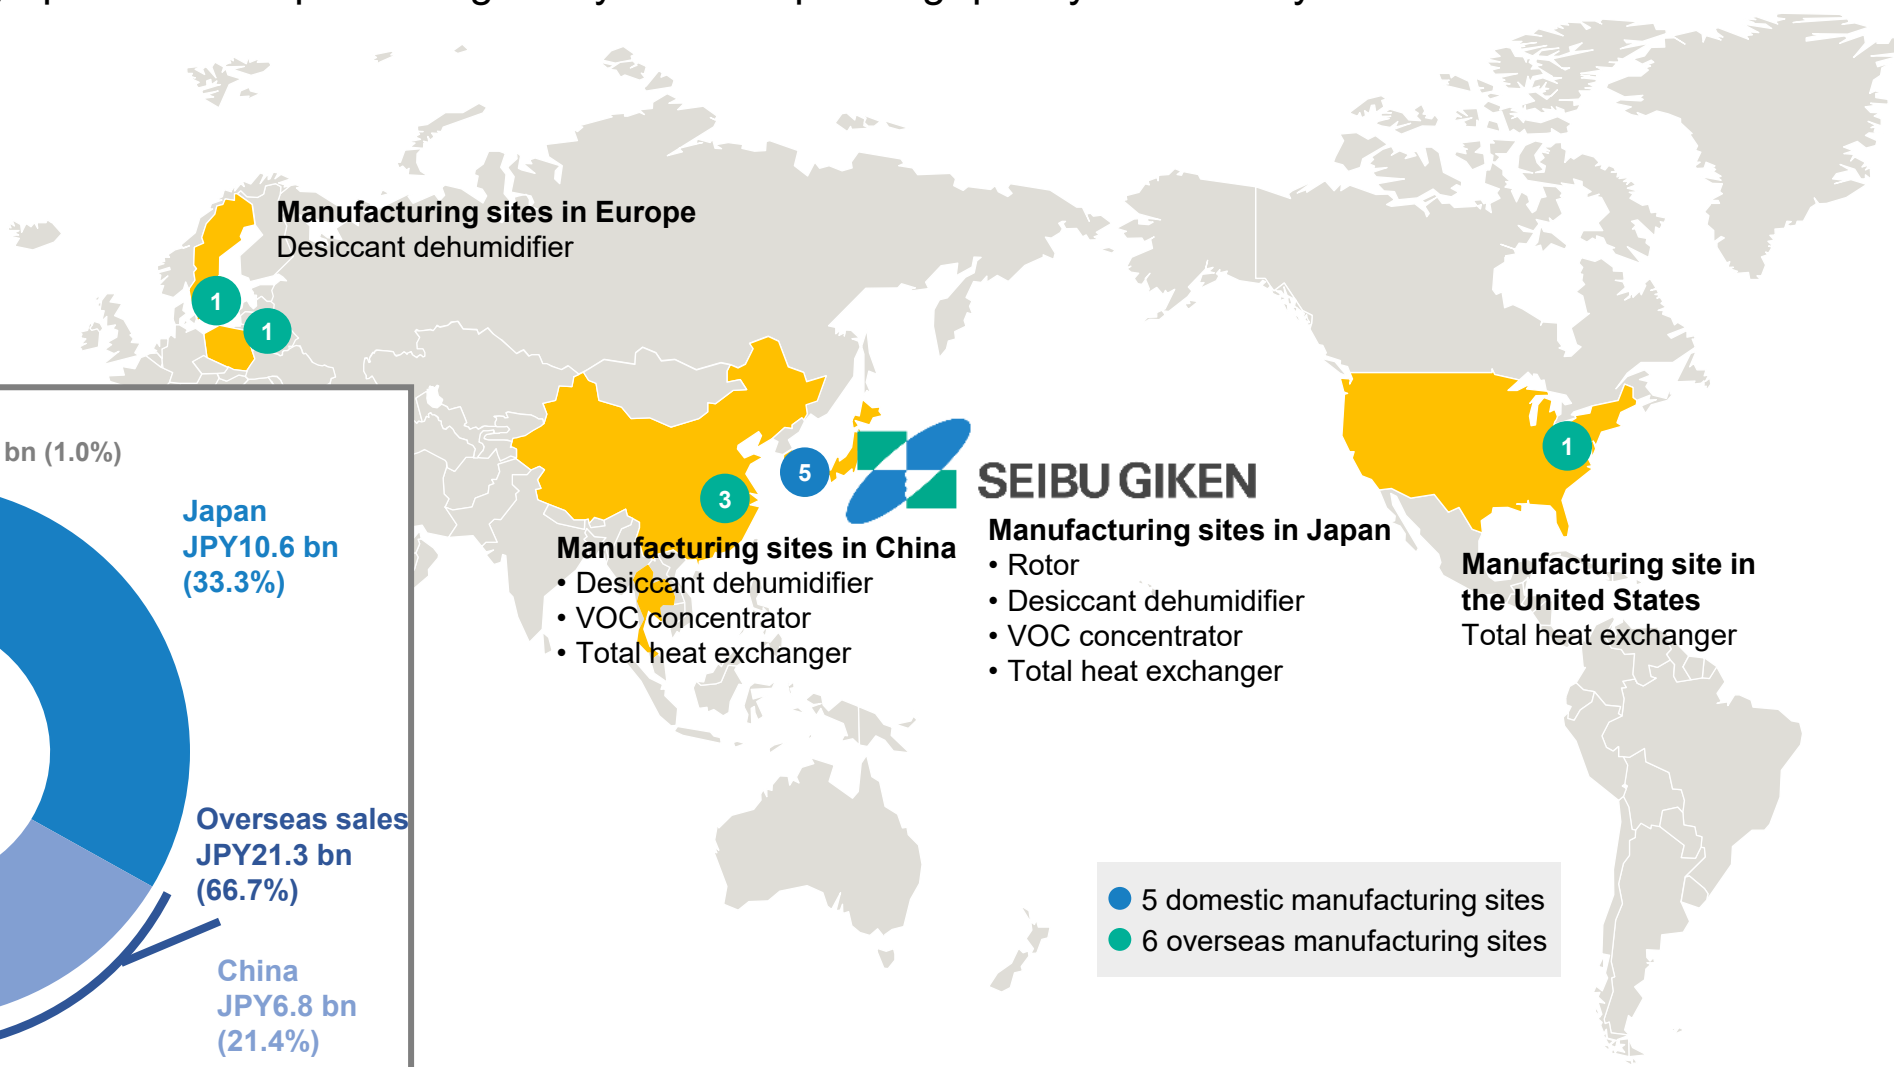 Manufacturing sites in Europe
Desiccant dehumidifier
1
1
bn (1.0%)
Japan
JPY10.6 bn
(33.3%)
Overseas sales
JPY21.3 bn
(66.7%)
China
JPY6.8 bn
(21.4%)
3
5
SEIBU GIKEN
Manufacturing sites in China
• Desiccant dehumidifier
• VOC concentrator
• Total heat exchanger
Manufacturing sites in Japan
• Rotor
• Desiccant dehumidifier
• VOC concentrator
• Total heat exchanger
1
Manufacturing site in
the United States
Total heat exchanger
5 domestic manufacturing sites
6 overseas manufacturing sites